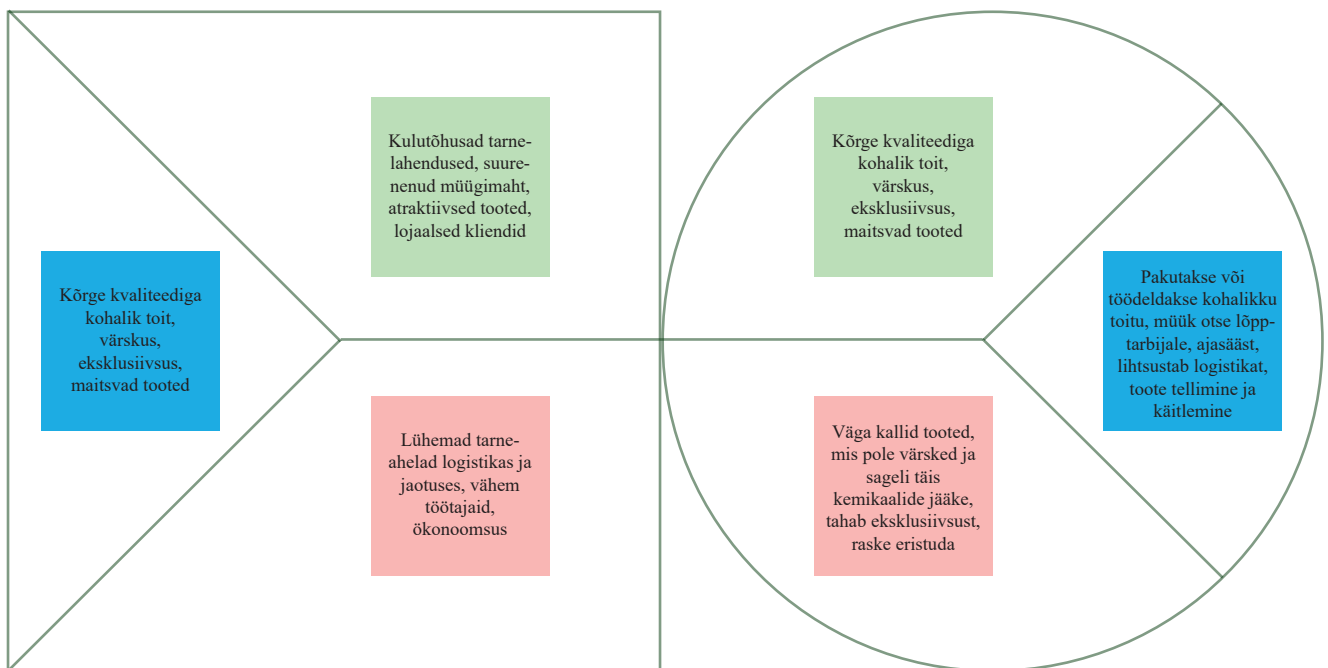 Kulutõhusad tarne-
lahendused, suure-
nenud müügimaht,
atraktiivsed tooted,
lojaalsed kliendid
Kõrge kvaliteediga
kohalik toit,
värskus,
eksklusiivsus,
maitsvad tooted
Kõrge kvaliteediga
kohalik toit,
värskus,
eksklusiivsus,
maitsvad tooted
Pakutakse või
töödeldakse kohalikku
toitu, müük otse lõpp-
tarbijale, ajasääst,
lihtsustab logistikat,
toote tellimine ja
käitlemine
Lühemad tarne-
ahelad logistikas ja
jaotuses, vähem
töötajaid,
ökonoomsus
Väga kallid tooted,
mis pole värsked ja
sageli täis
kemikaalide jääke,
tahab eksklusiivsust,
raske eristuda